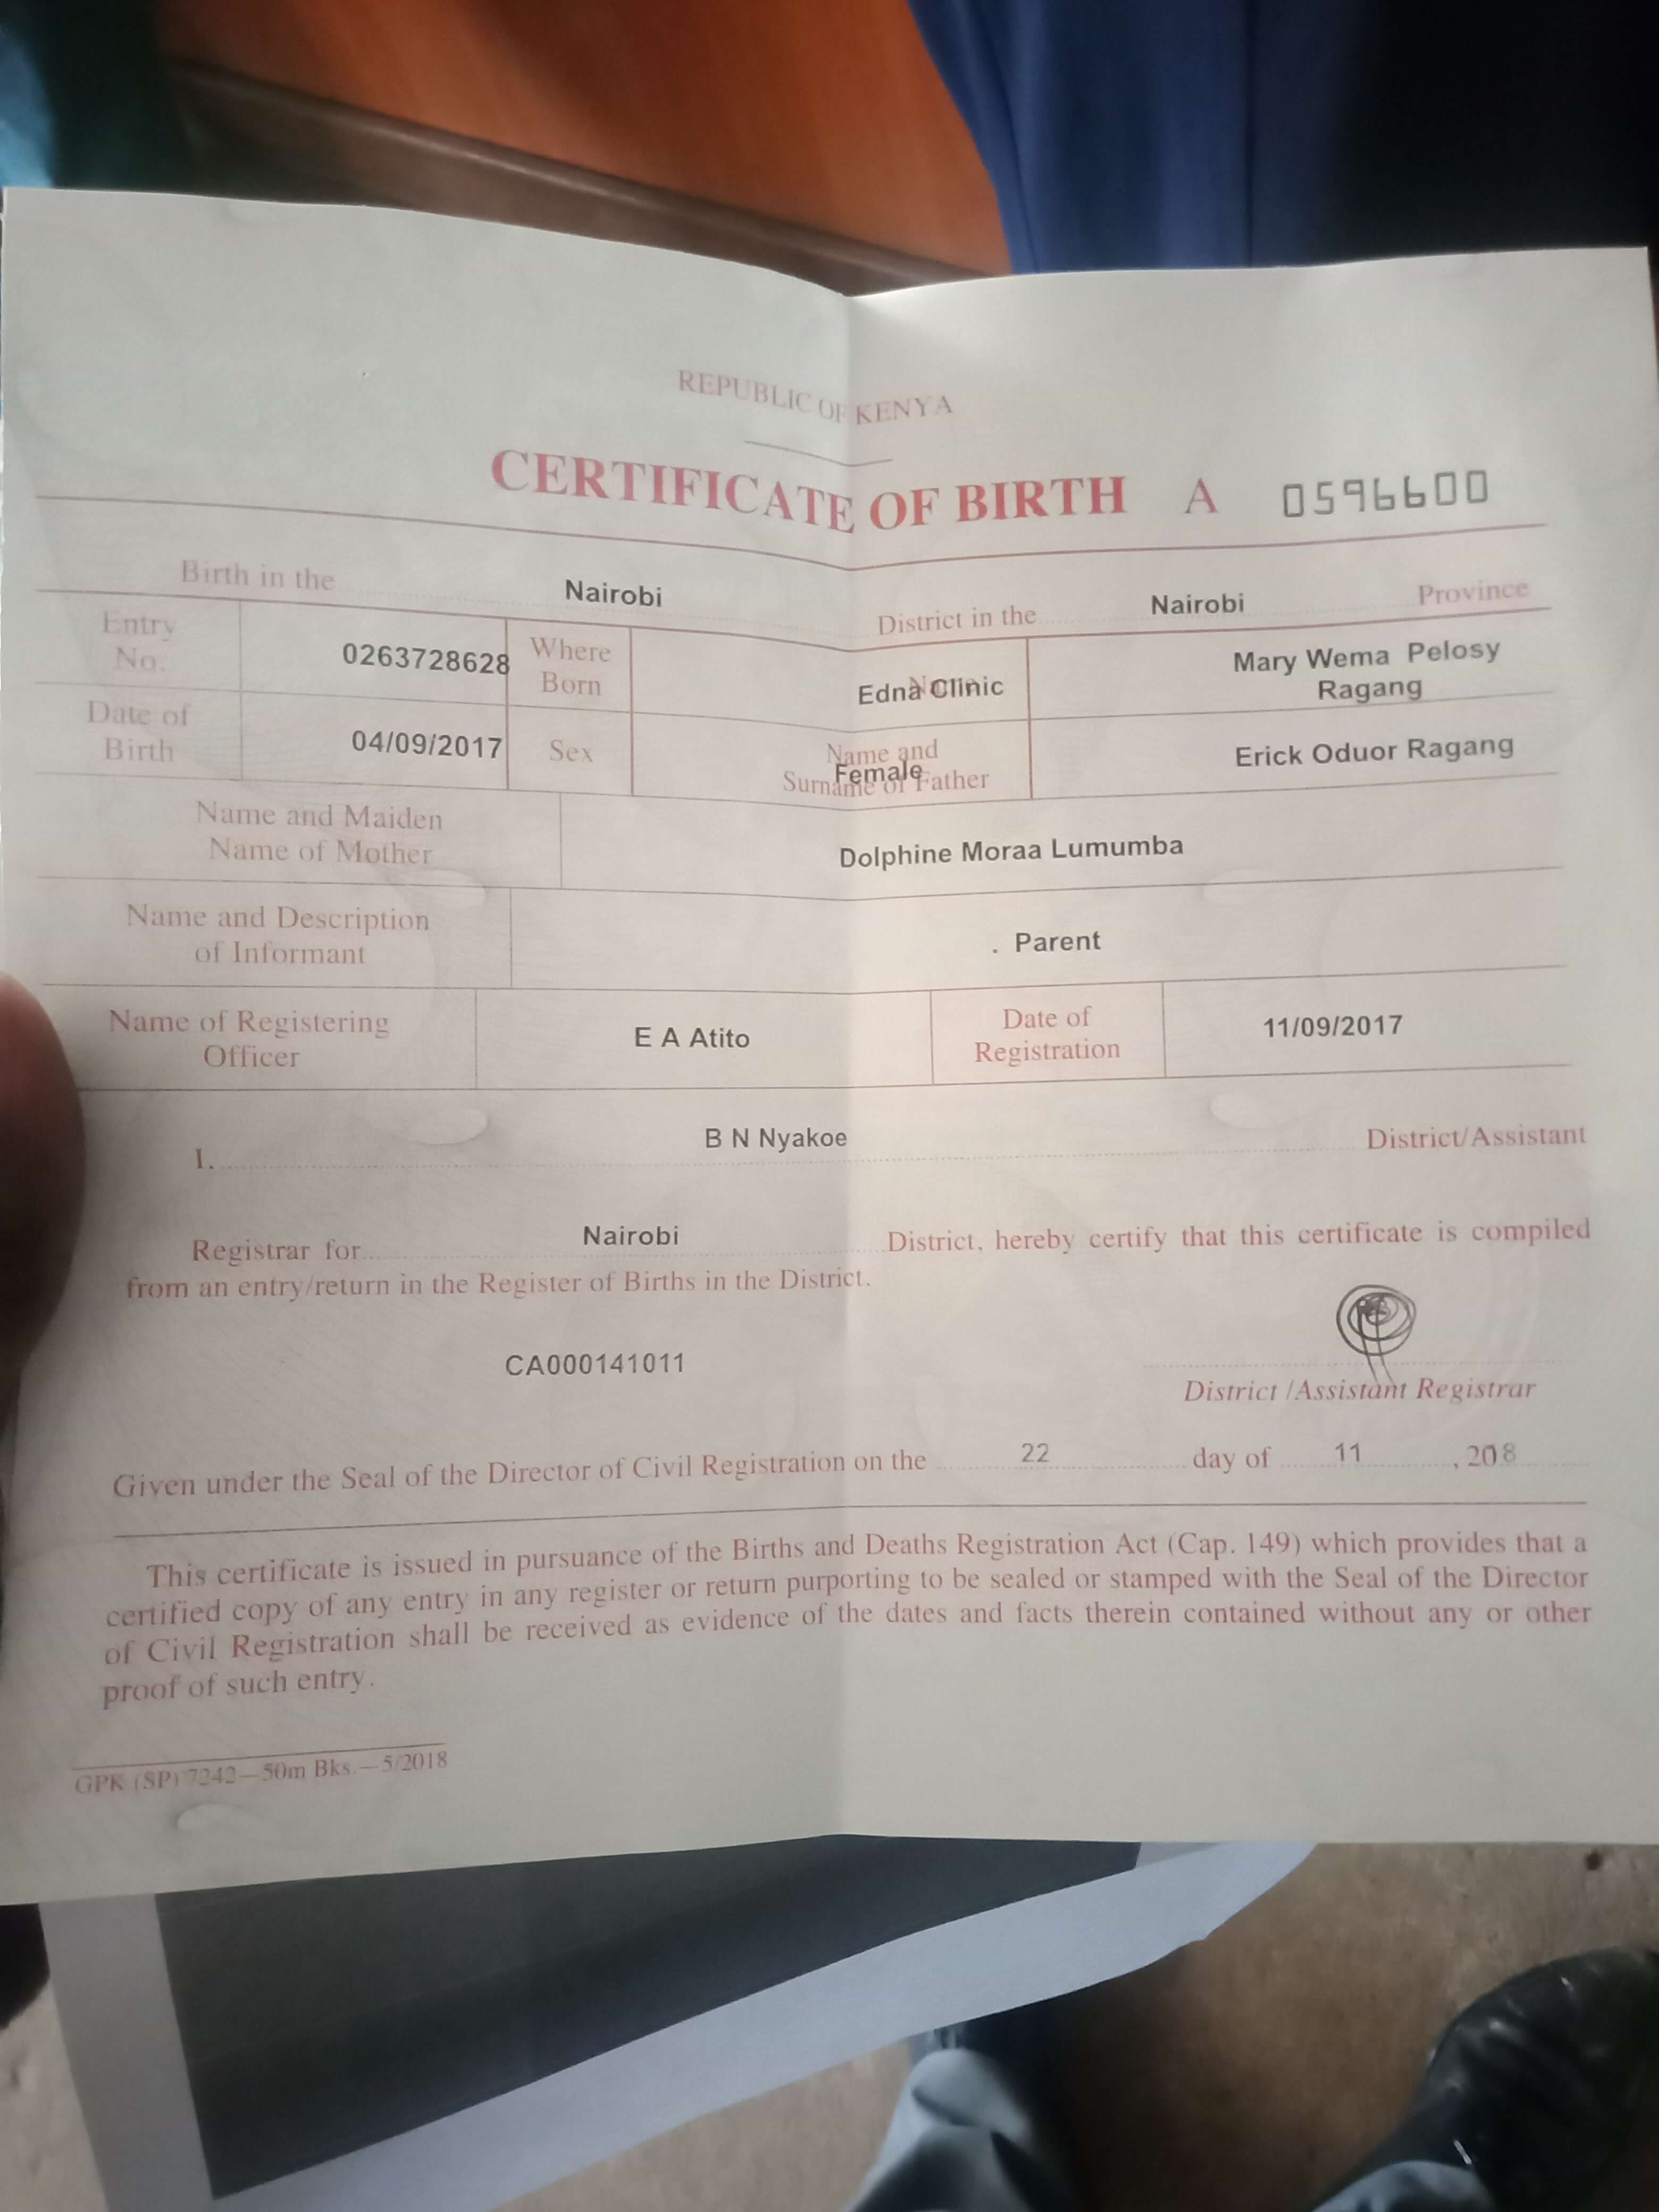 REPUBLIC OF KENYA
CERTIFICATE OF BIRTH A 0596600
Birth in the Nairobi District in the Nairobi Province
Entry No. 0263728628 Where Born Edna Clinic Name Mary Wema Pelosy Ragang
Date of Birth 04/09/2017 Sex Female Name and Surname of Father Erick Oduor Ragang
Name and Maiden Name of Mother Dolphine Moraa Lumumba
Name and Description of Informant . Parent
Name of Registering Officer E A Atito Date of Registration 11/09/2017
I. B N Nyakoe District/Assistant
Registrar for Nairobi District, hereby certify that this certificate is compiled
from an entry/return in the Register of Births in the District.
CA000141011
District /Assistant Registrar
Given under the Seal of the Director of Civil Registration on the 22 day of 11 , 208
This certificate is issued in pursuance of the Births and Deaths Registration Act (Cap. 149) which provides that a
certified copy of any entry in any register or return purporting to be sealed or stamped with the Seal of the Director
of Civil Registration shall be received as evidence of the dates and facts therein contained without any or other
proof of such entry.
GPK (SP) 7242—50m Bks.—5/2018